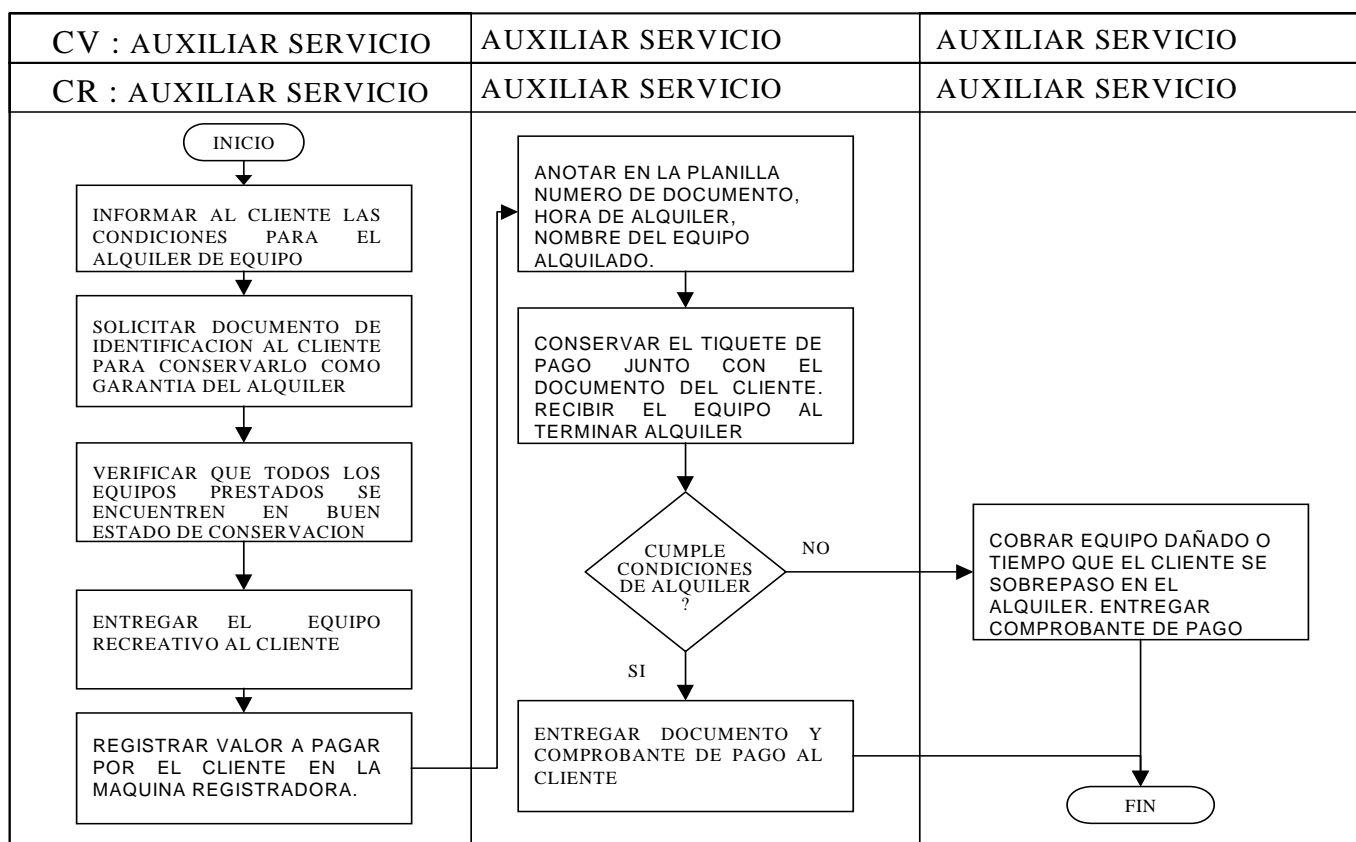 CV : AUXILIAR SERVICIO
AUXILIAR SERVICIO
AUXILIAR SERVICIO
CR : AUXILIAR SERVICIO
AUXILIAR SERVICIO
AUXILIAR SERVICIO
INICIO
INFORMAR AL CLIENTE LAS
CONDICIONES PARA EL
ALQUILER DE EQUIPO
SOLICITAR DOCUMENTO DE
IDENTIFICACION AL CLIENTE
PARA CONSERVARLO COMO
GARANTIA DEL ALQUILER
VERIFICAR QUE TODOS LOS
EQUIPOS PRESTADOS SE
ENCUENTREN EN BUEN
ESTADO DE CONSERVACION
ENTREGAR EL EQUIPO
RECREATIVO AL CLIENTE
REGISTRAR VALOR A PAGAR
POR EL CLIENTE EN LA
MAQUINA REGISTRADORA.
ANOTAR EN LA PLANILLA
NUMERO DE DOCUMENTO,
HORA DE ALQUILER,
NOMBRE DEL EQUIPO
ALQUILADO.
CONSERVAR EL TIQUETE DE
PAGO JUNTO CON EL
DOCUMENTO DEL CLIENTE.
RECIBIR EL EQUIPO AL
TERMINAR ALQUILER
CUMPLE
CONDICIONES
DE ALQUILER
?
NO
SI
ENTREGAR DOCUMENTO Y
COMPROBANTE DE PAGO AL
CLIENTE
COBRAR EQUIPO DAÑADO O
TIEMPO QUE EL CLIENTE SE
SOBREPASO EN EL
ALQUILER. ENTREGAR
COMPROBANTE DE PAGO
FIN